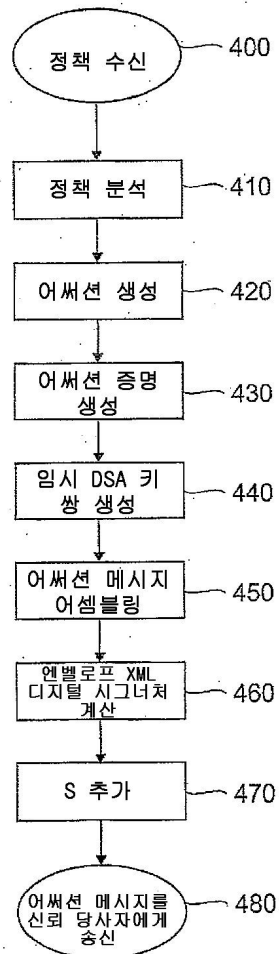 정책 수신
400
정책 분석
410
어써션 생성
420
어써션 증명
생성
430
임시 DSA 키
쌍 생성
440
어써션 메시지
어셈블링
450
엔벨로프 XML
디지털 시그너처
계산
460
S 추가
470
어써션 메시지를
신뢰 당사자에게
송신
480